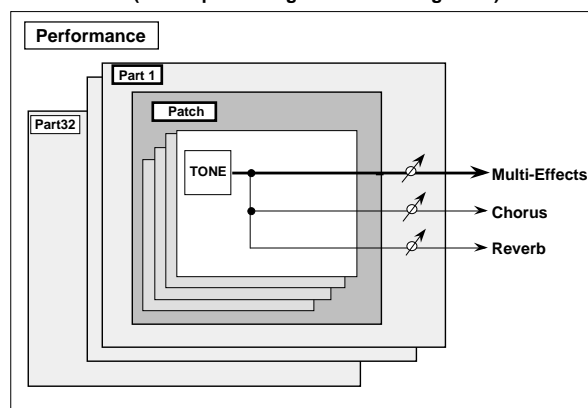 Performance
Part 1
Part32
Patch
TONE
Multi-Effects
Chorus
Reverb